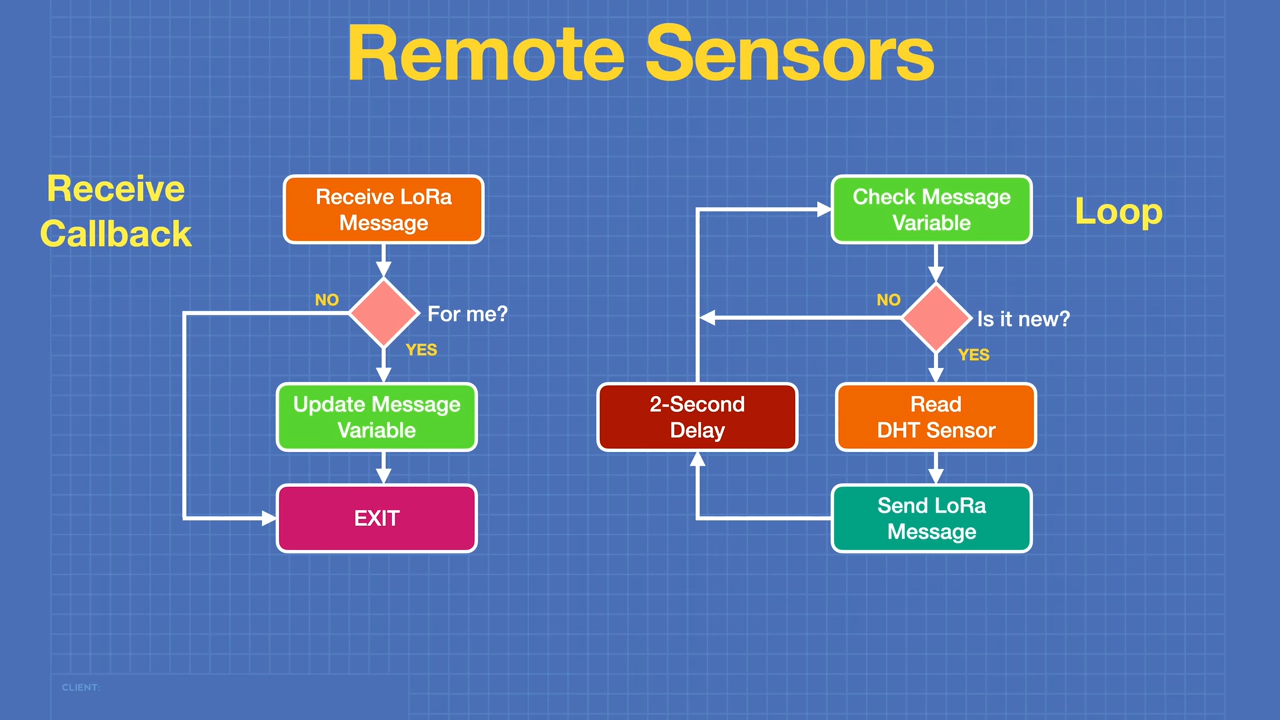 Remote Sensors
Receive
Callback
Receive LoRa
Message
NO
For me?
YES
Update Message
Variable
EXIT
Loop
Check Message
Variable
NO
Is it new?
YES
2-Second
Delay
Read
DHT Sensor
Send LoRa
Message
CLIENT: